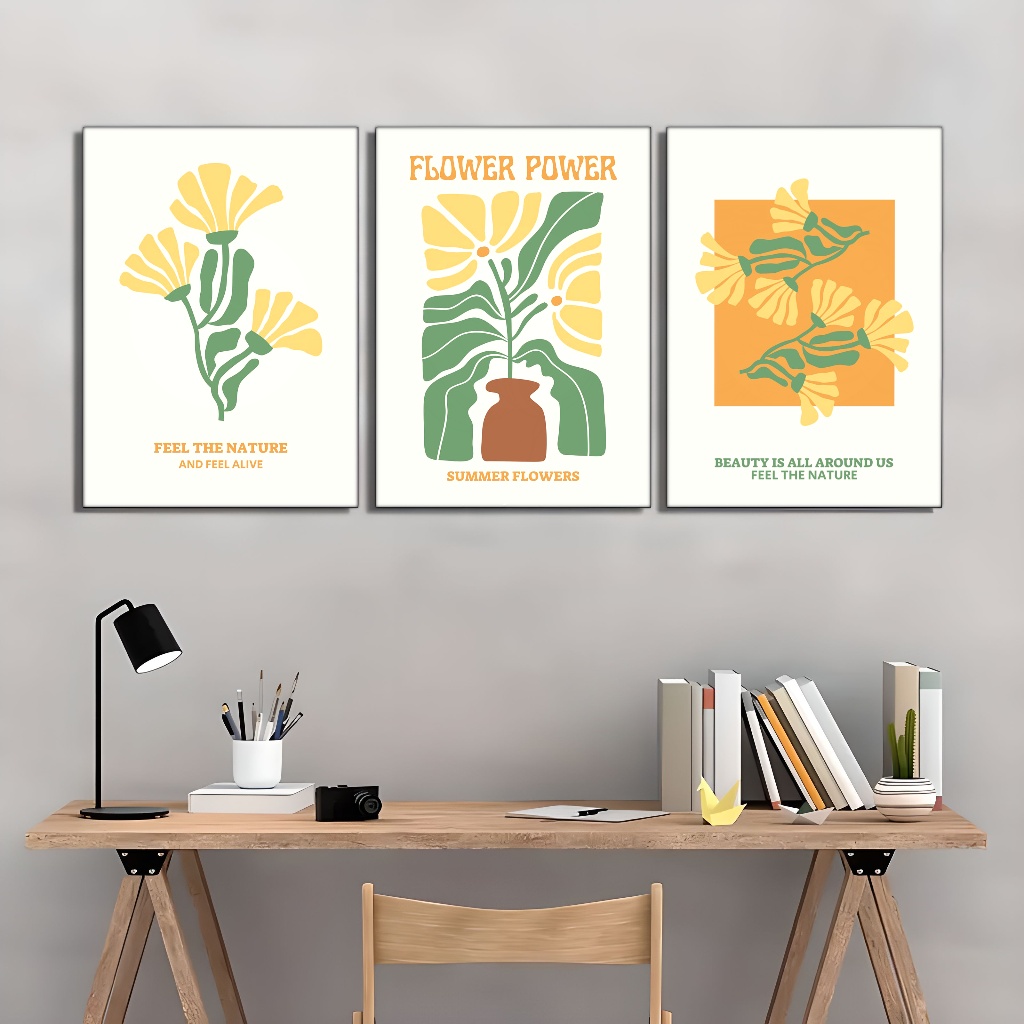 FEEL THE NATURE
AND FEEL ALIVE
FLOWER POWER
SUMMER FLOWERS
BEAUTY IS ALL AROUND US
FEEL THE NATURE